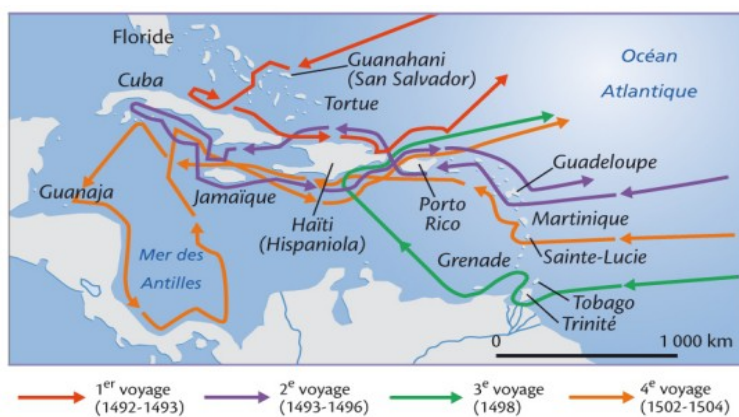 Floride
Guanahani
(San Salvador)
Océan
Atlantique
Cuba
Tortue
Guadeloupe
Guanaja
Jamaïque
Porto
Rico
Martinique
Haïti
(Hispaniola)
Sainte-Lucie
Mer des
Antilles
Grenade
Tobago
Trinité
0
1 000 km
1er voyage
(1492-1493)
2e voyage
(1493-1496)
3e voyage
(1498)
4e voyage
(1502-1504)